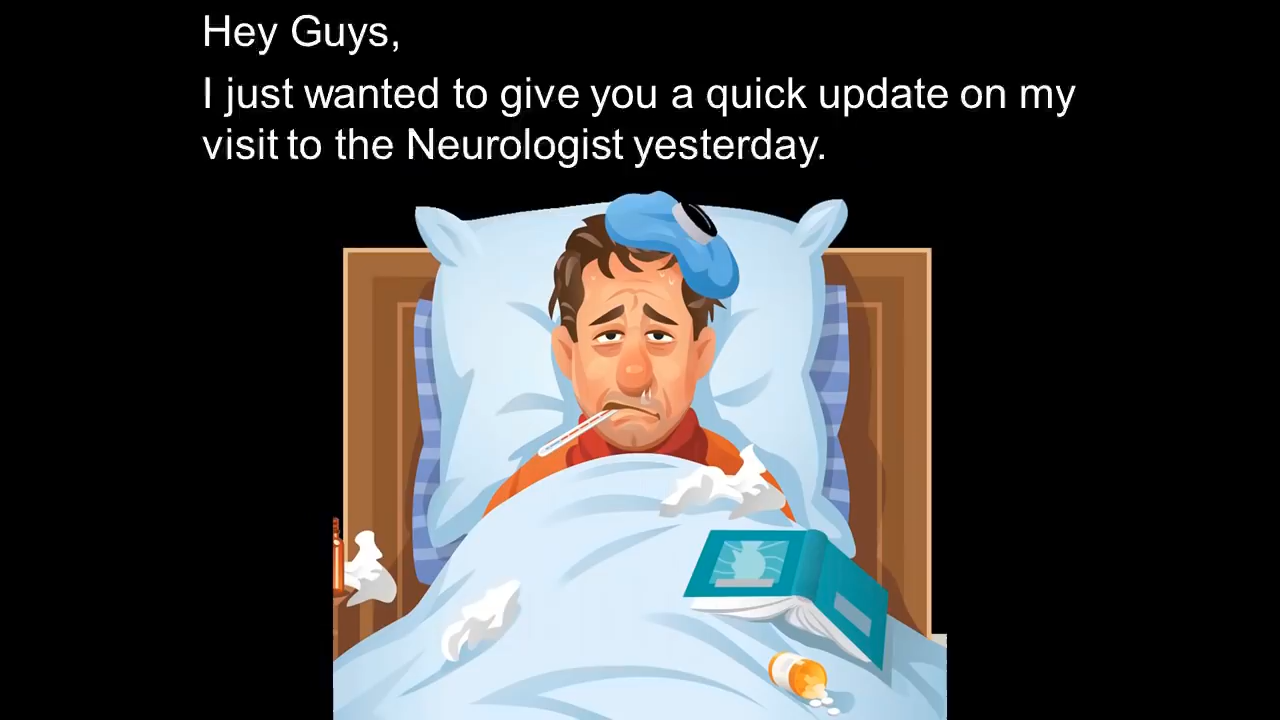 Hey Guys,
I just wanted to give you a quick update on my
visit to the Neurologist yesterday.